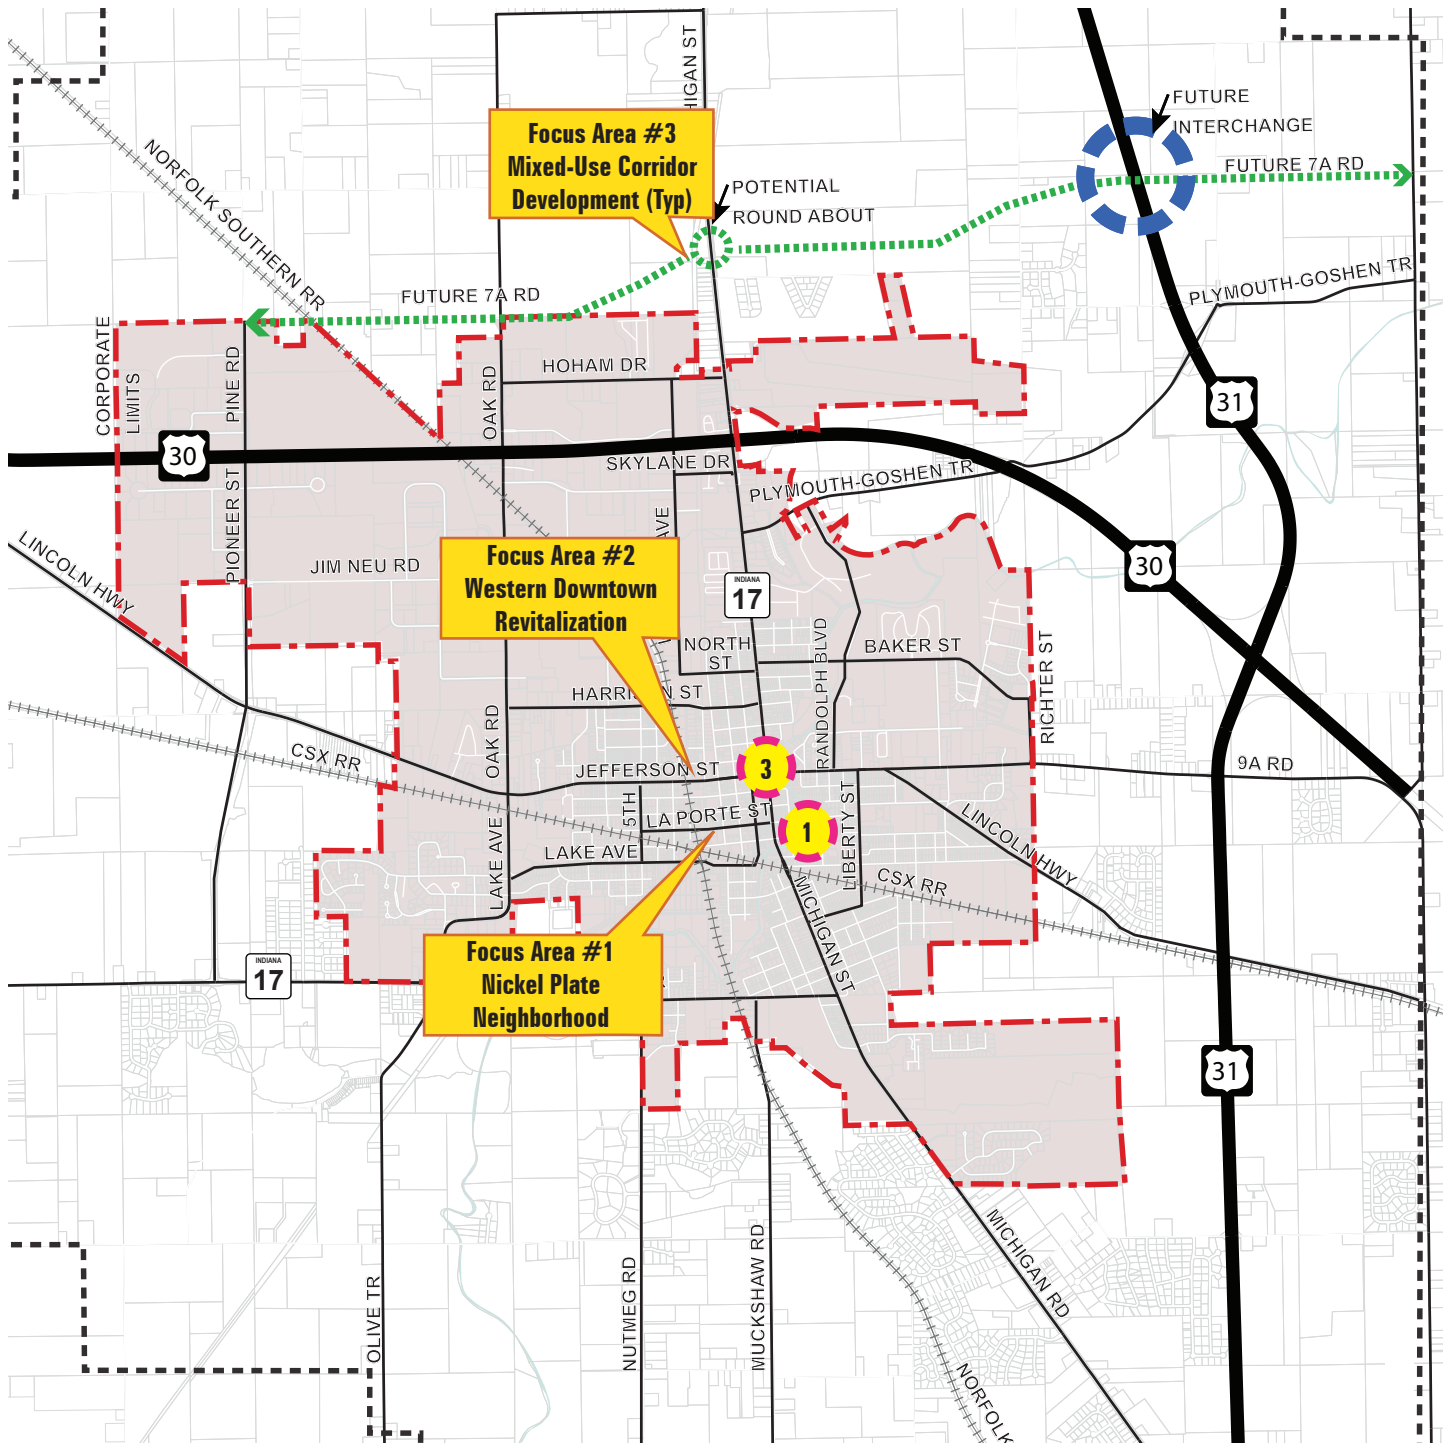 HIGAN ST
FUTURE
INTERCHANGE
FUTURE 7A RD
Focus Area #3
Mixed-Use Corridor
Development (Typ)
POTENTIAL
ROUND ABOUT
NORFOLK SOUTHERN RR
FUTURE 7A RD
PLYMOUTH-GOSHEN TR
CORPORATE
LIMITS
PINE RD
OAK RD
HOHAM DR
31
30
SKYLANE DR
PLYMOUTH-GOSHEN TR
PIONEER ST
AVE
LINCOLN HWY
JIM NEU RD
30
Focus Area #2
Western Downtown
Revitalization
INDIANA
17
NORTH
ST
RANDOLPH BLVD
BAKER ST
RICHTER ST
HARRISON ST
OAK RD
CSX RR
JEFFERSON ST
3
9A RD
5TH
LA PORTE ST
1
LIBERTY ST
LINCOLN HWY
LAKE AVE
LAKE AVE
CSX RR
MICHIGAN ST
Focus Area #1
Nickel Plate
Neighborhood
INDIANA
17
31
MICHIGAN RD
OLIVE TR
NUTMEG RD
MUCKSHAW RD
NORFOLK